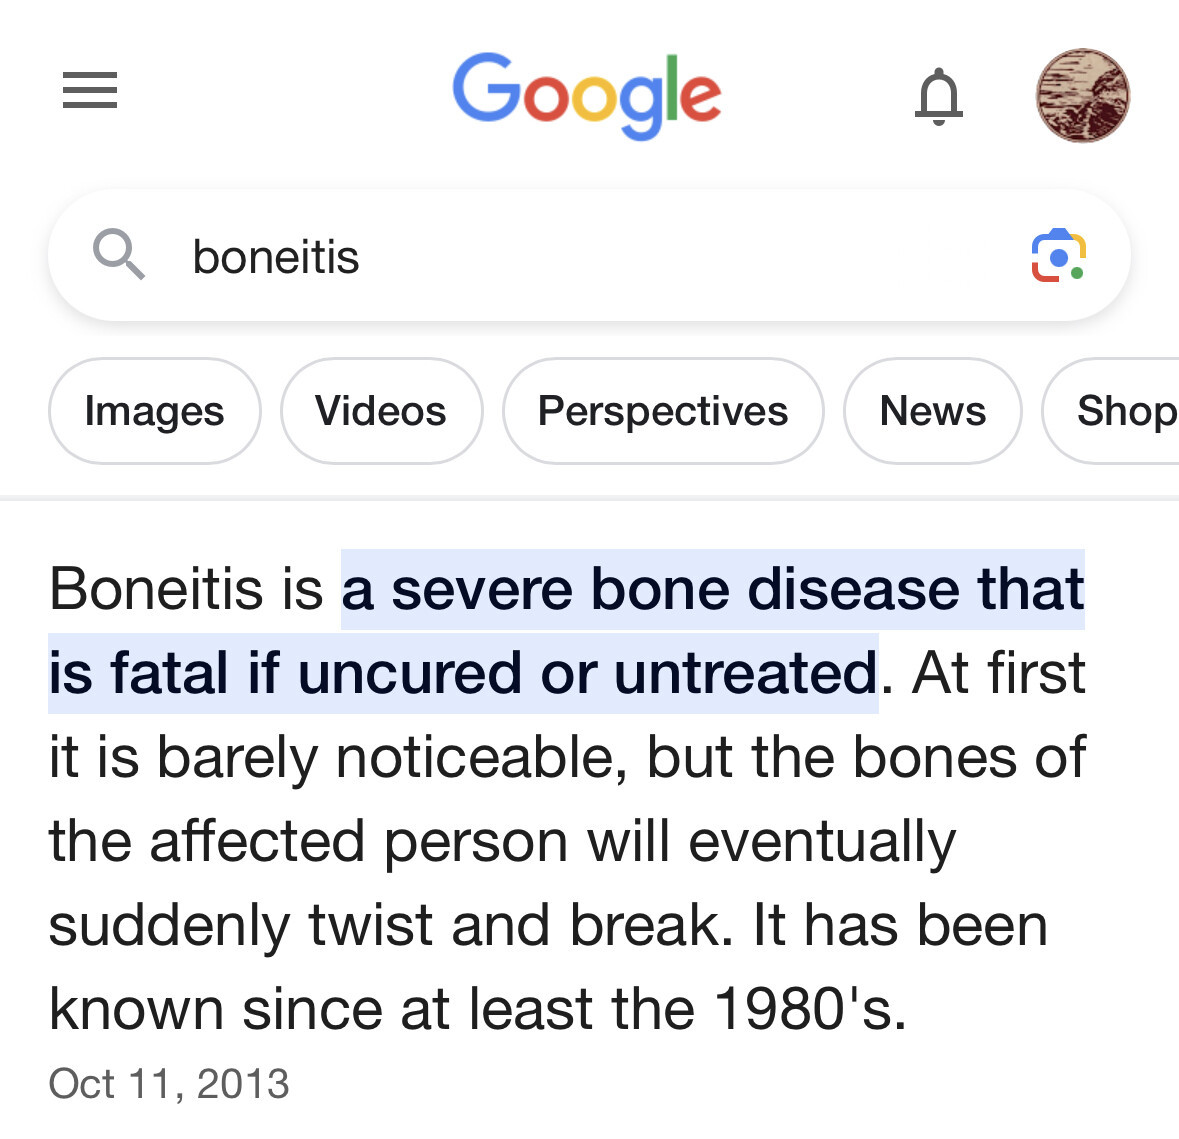 Google
boneitis
Images Videos Perspectives News Shop
Boneitis is a severe bone disease that
is fatal if uncured or untreated. At first
it is barely noticeable, but the bones of
the affected person will eventually
suddenly twist and break. It has been
known since at least the 1980's.
Oct 11, 2013